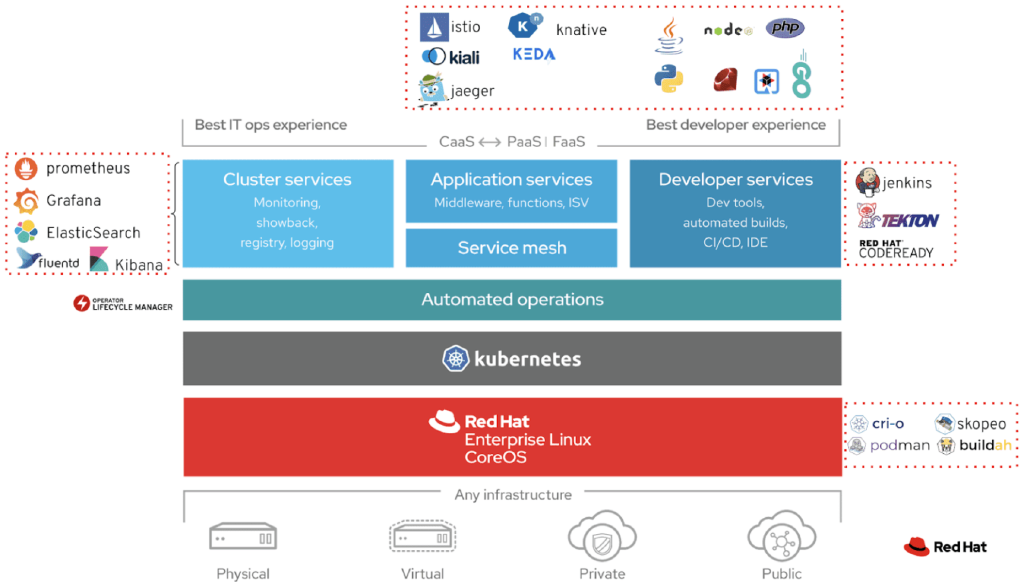 istio
knative
kiali
KEDA
jaeger
node
php
GO
Best IT ops experience
Best developer experience
CaaS ↔ PaaS | FaaS
prometheus
Grafana
ElasticSearch
fluentd
Kibana
Cluster services
Monitoring,
showback,
registry, logging
Application services
Middleware, functions, ISV
Service mesh
Developer services
Dev tools,
automated builds,
CI/CD, IDE
jenkins
TEKTON
RED HAT
CODEREADY
OPERATOR
LIFECYCLE MANAGER
Automated operations
kubernetes
Red Hat
Enterprise Linux
CoreOS
cri-o
skopeo
podman
buildah
Any infrastructure
Physical
Virtual
Private
Public
Red Hat